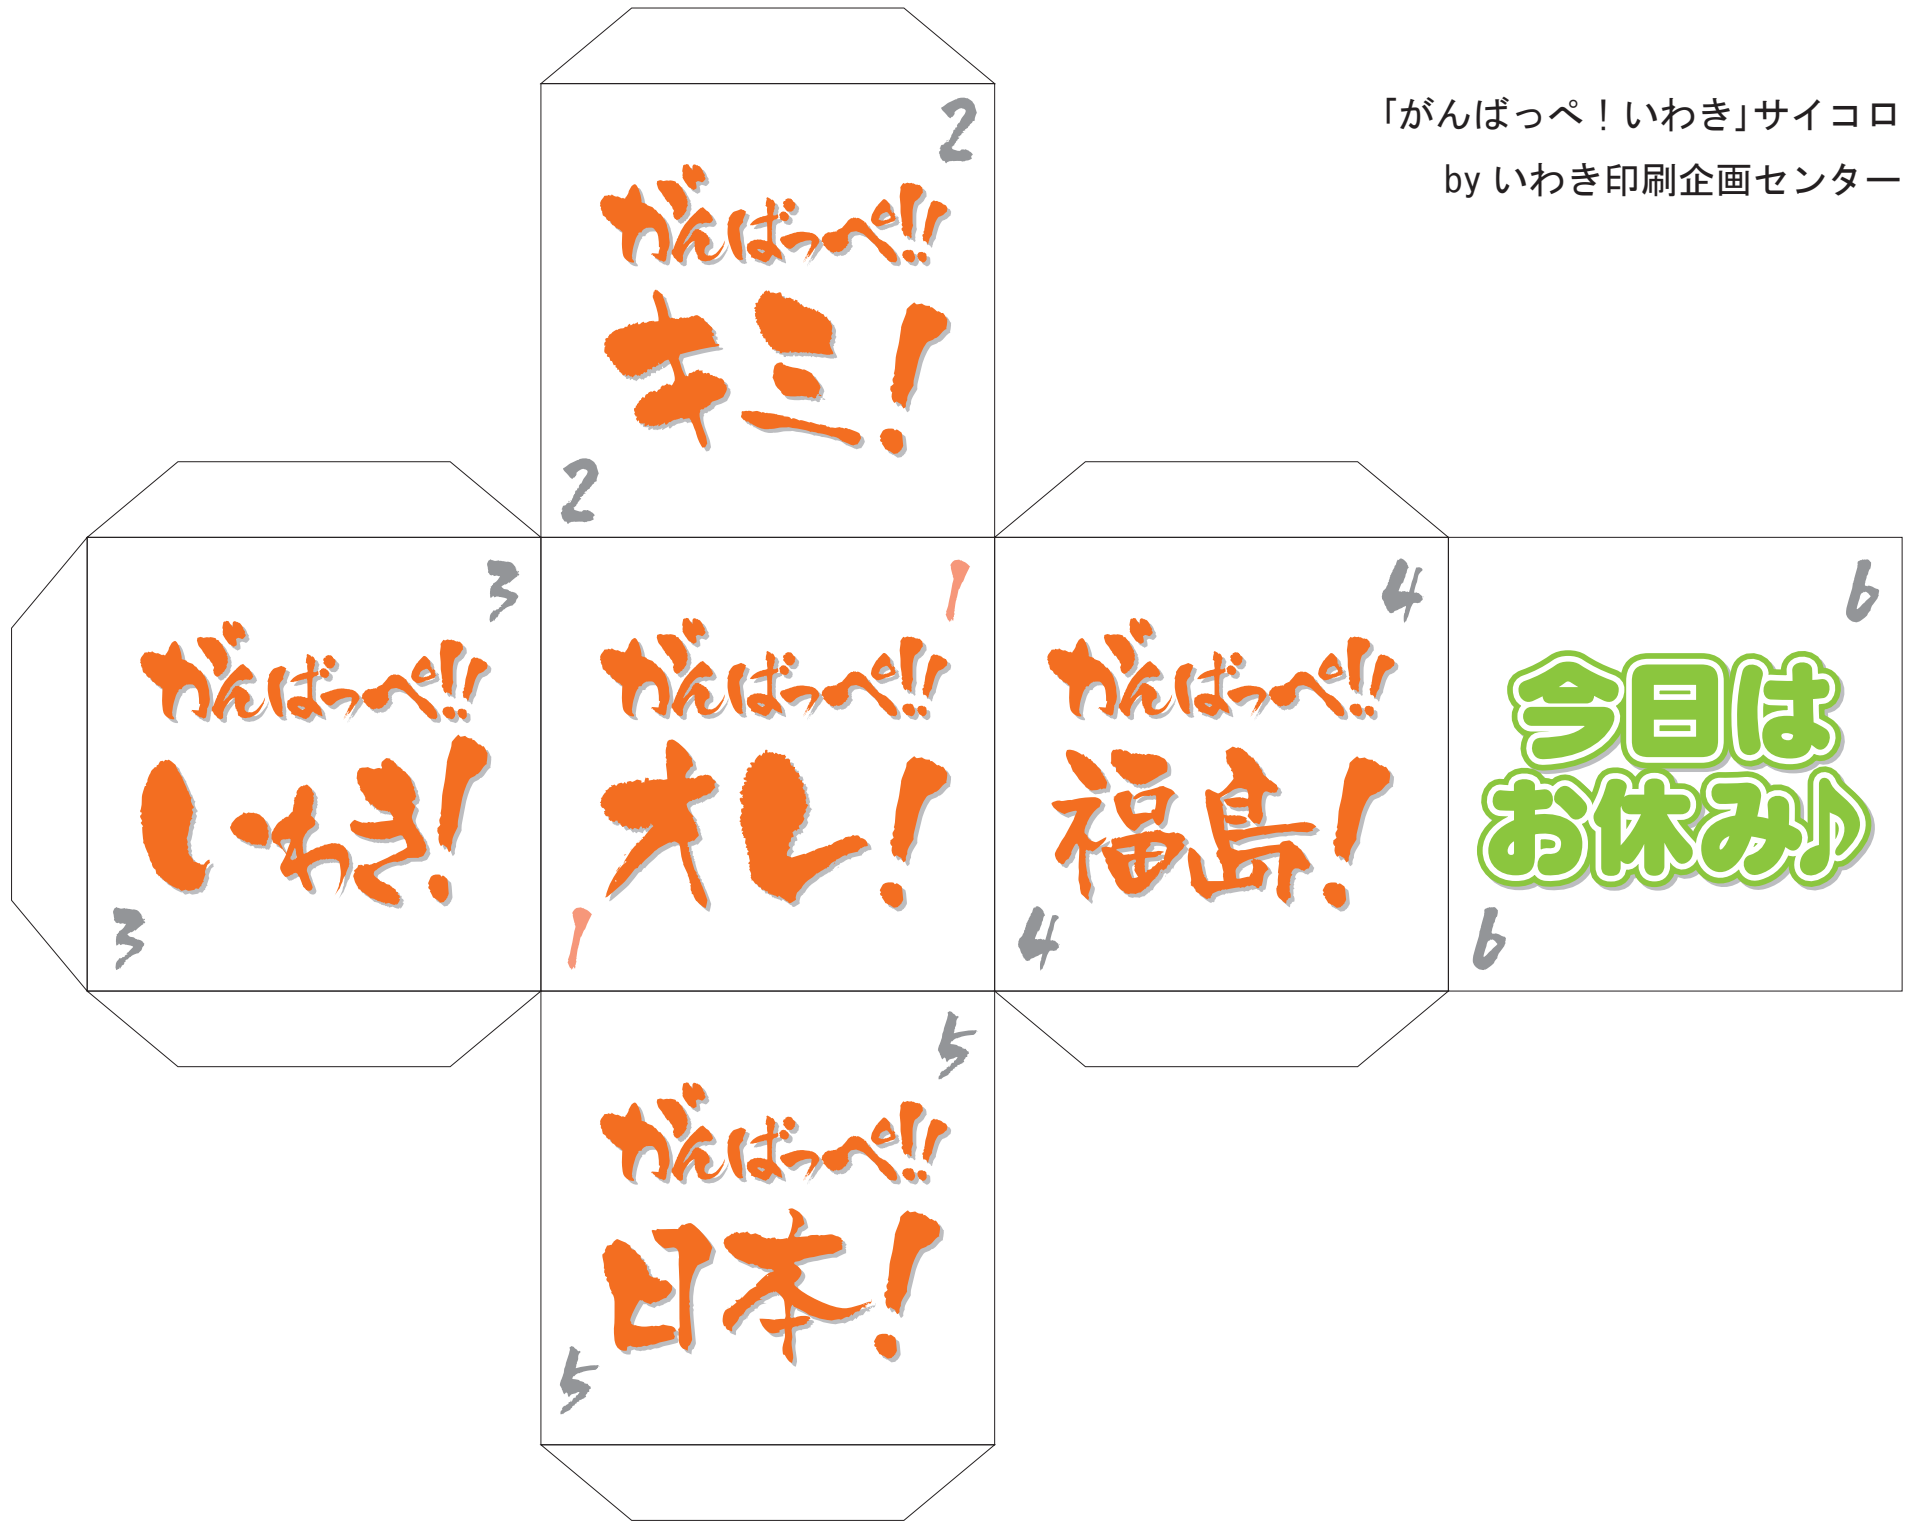 「がんばっぺ！いわき」サイコロ
by いわき印刷企画センター
2
がんばっぺ!!
キミ！
2
3
がんばっぺ!!
いわき！
3
1
がんばっぺ!!
オレ！
1
4
がんばっぺ!!
福島！
4
6
今日は
お休み♪
6
5
がんばっぺ!!
日本！
5